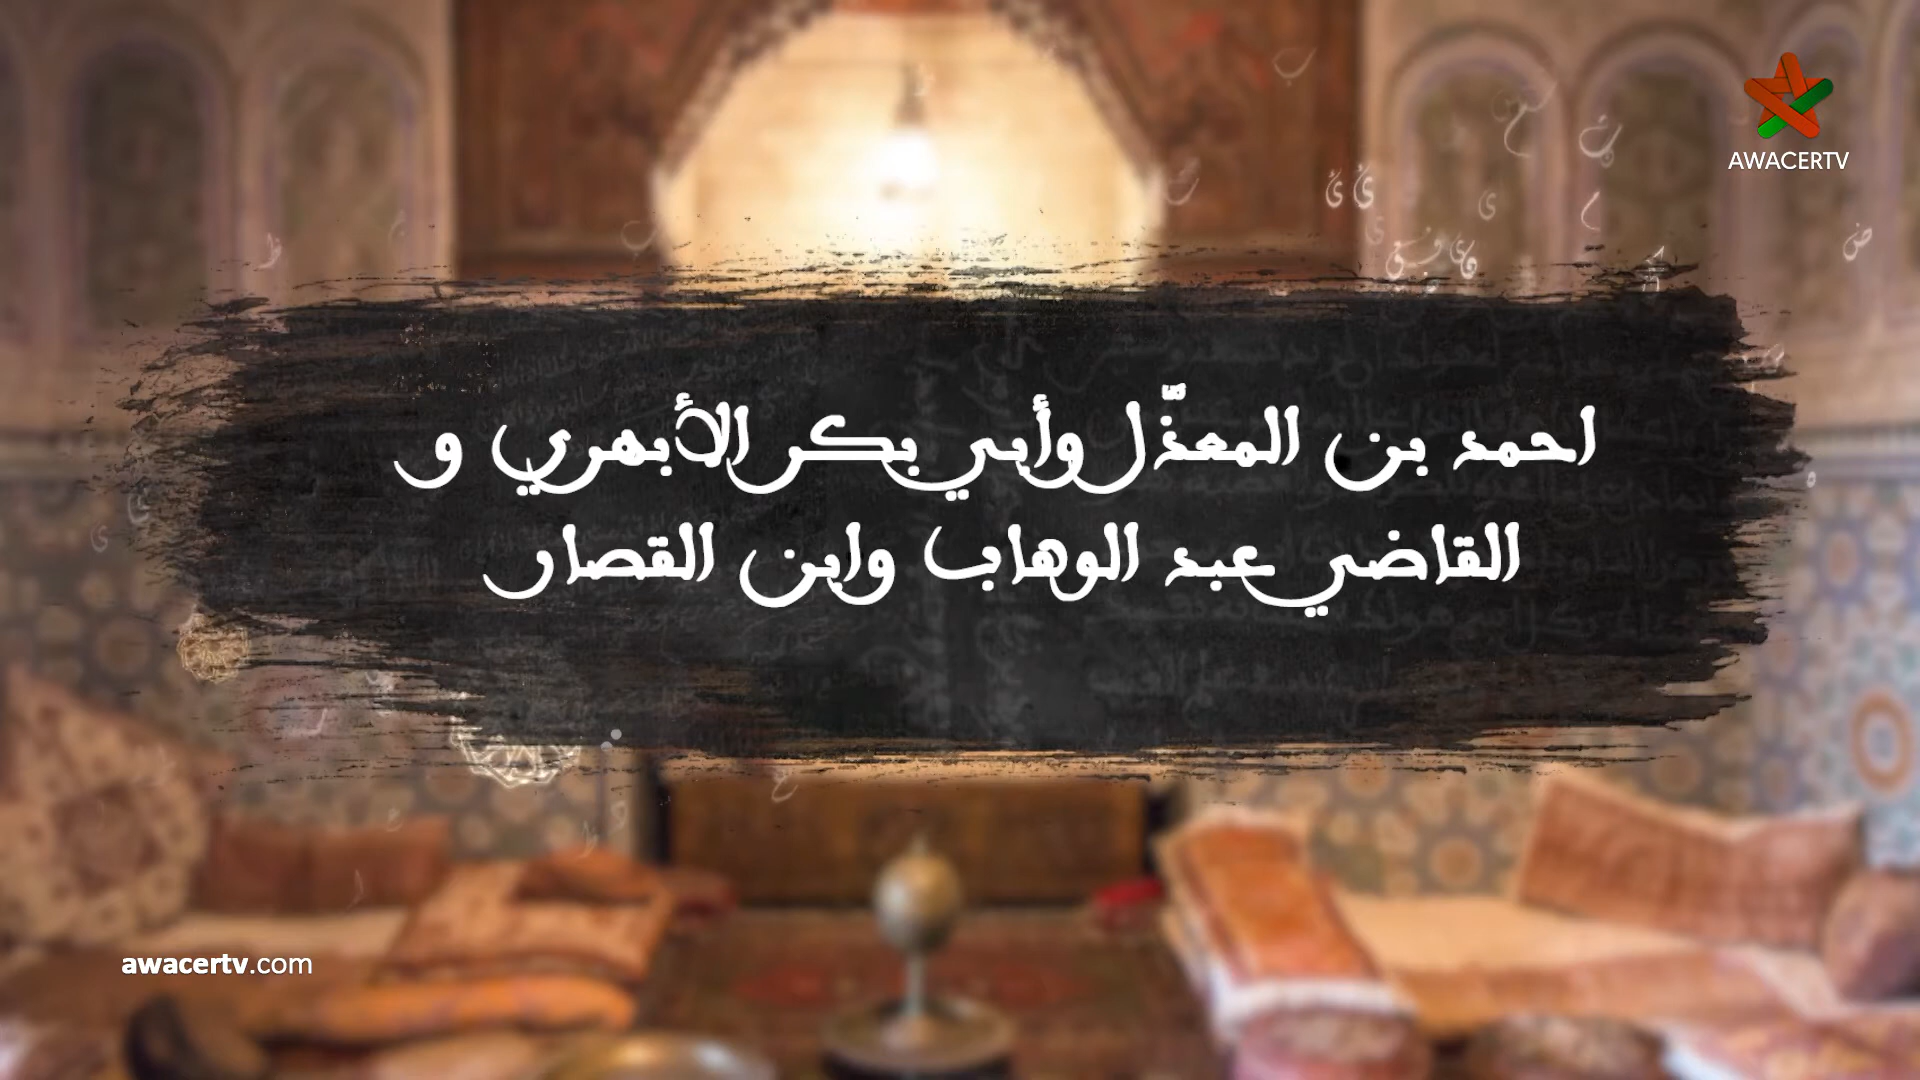 AWACERTV
احمد بن المعذّل وأبي بكر الأبهري و
القاضي عبد الوهاب وابن القصار
awacertv.com